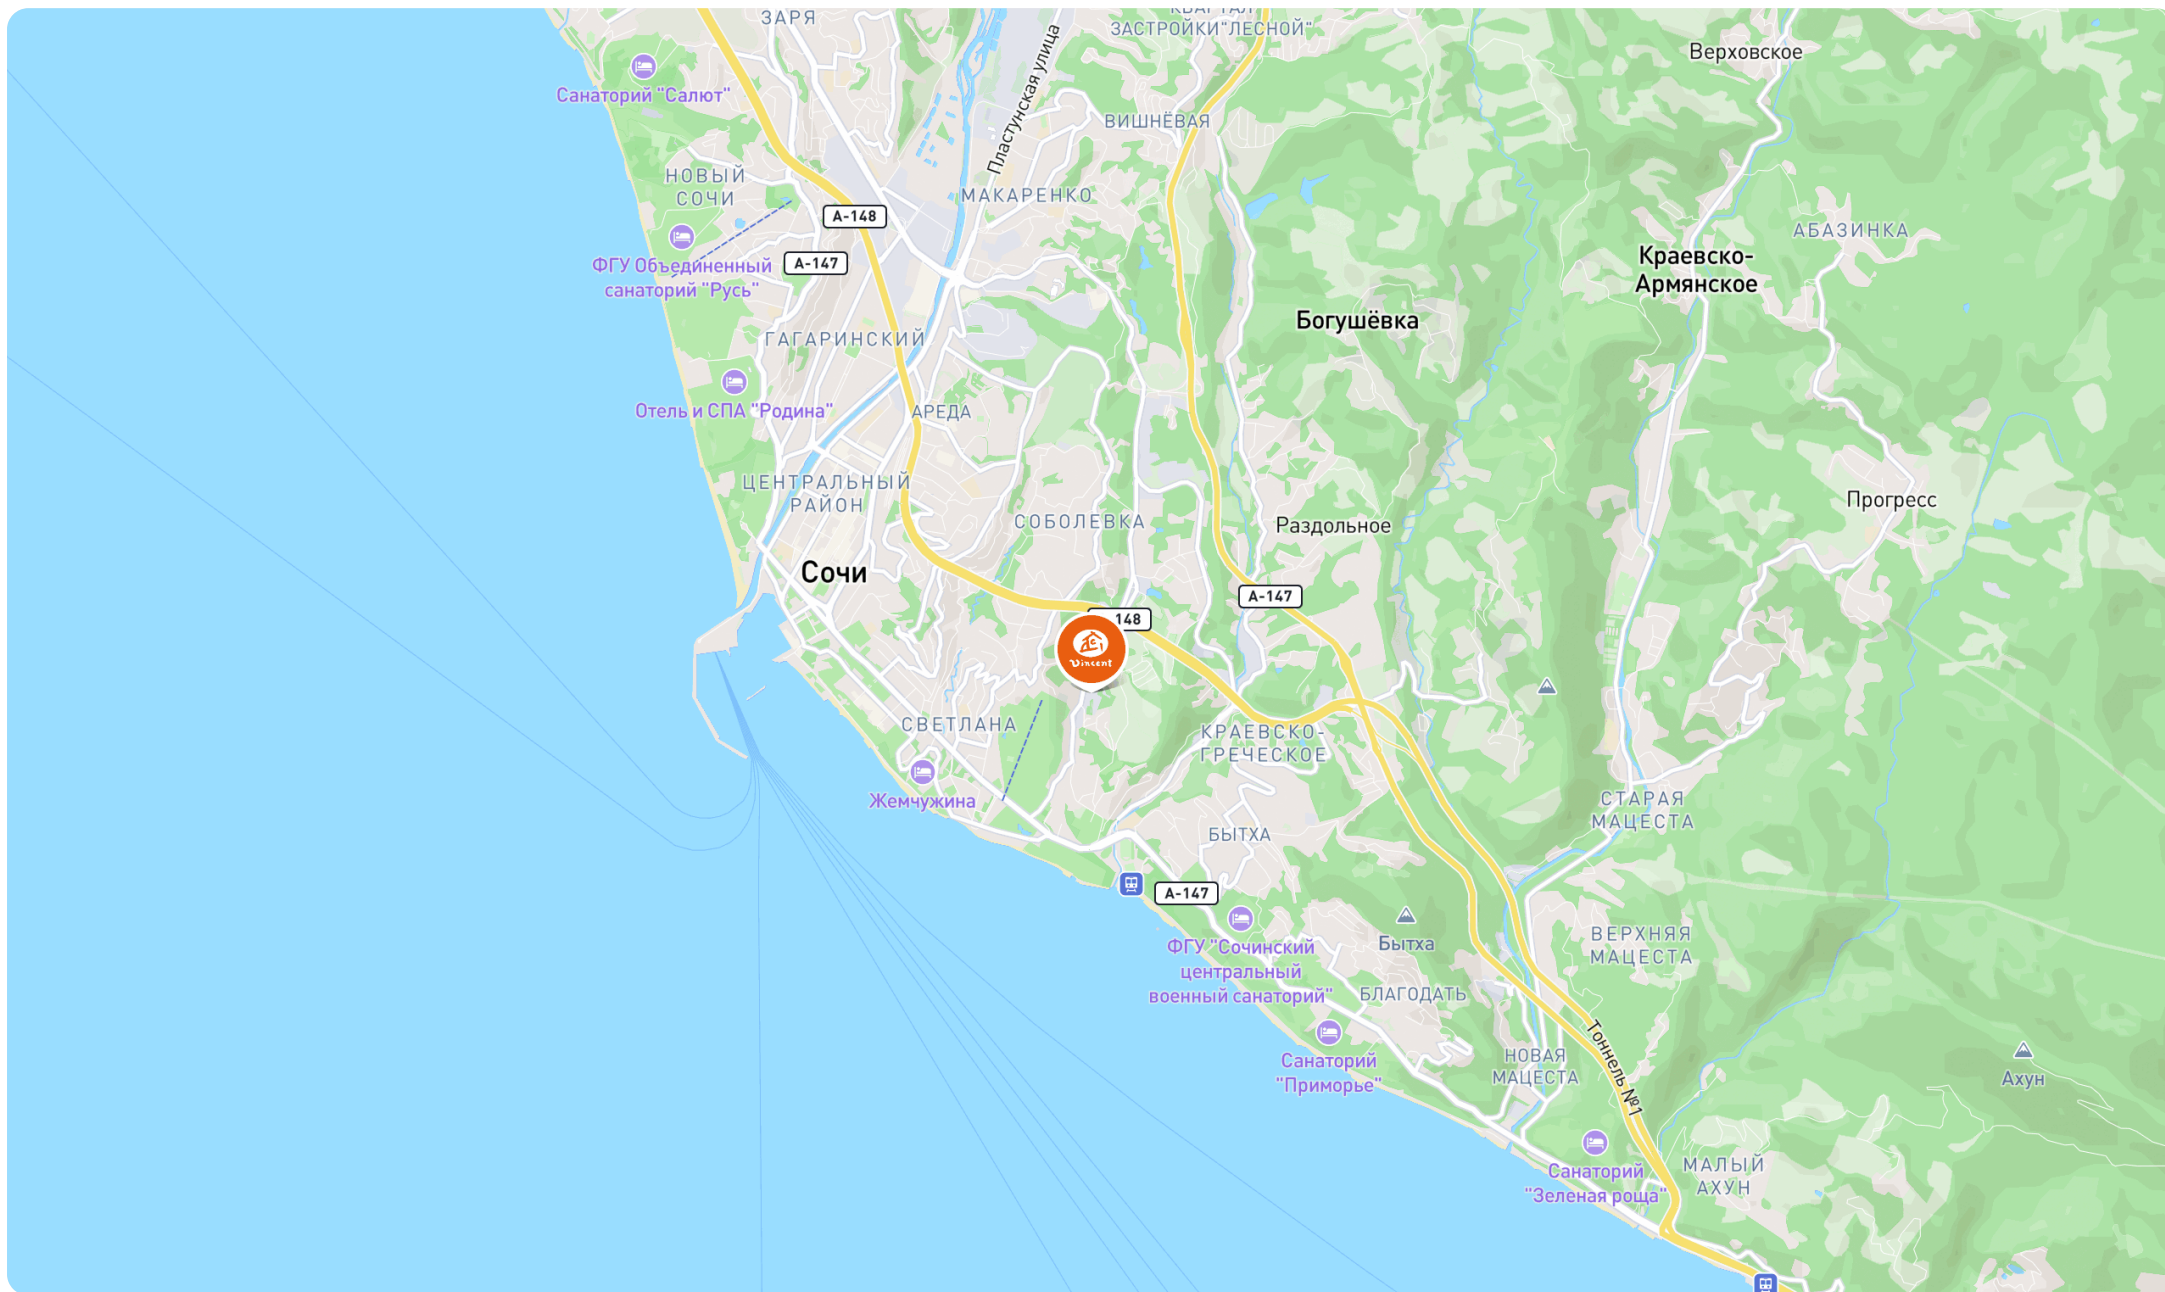 ЗАРЯ
КВАРТАЛ
ЗАСТРОЙКИ"ЛЕСНОЙ"
Верховское
Санаторий "Салют"
Пластунская улица
ВИШНЁВАЯ
НОВЫЙ
СОЧИ
МАКАРЕНКО
А-148
АБАЗИНКА
ФГУ Объединенный
санаторий "Русь"
А-147
Краевско-
Армянское
Богушёвка
ГАГАРИНСКИЙ
Отель и СПА "Родина"
АРЕДА
ЦЕНТРАЛЬНЫЙ
РАЙОН
СОБОЛЕВКА
Раздольное
Прогресс
Сочи
А-147
148
Vincent
СВЕТЛАНА
КРАЕВСКО-
ГРЕЧЕСКОЕ
Жемчужина
СТАРАЯ
МАЦЕСТА
БЫТХА
А-147
ФГУ "Сочинский
центральный
военный санаторий"
Бытха
ВЕРХНЯЯ
МАЦЕСТА
БЛАГОДАТЬ
Санаторий
"Приморье"
НОВАЯ
МАЦЕСТА
Тоннель №1
Ахун
Санаторий
"Зеленая роща"
МАЛЫЙ
АХУН